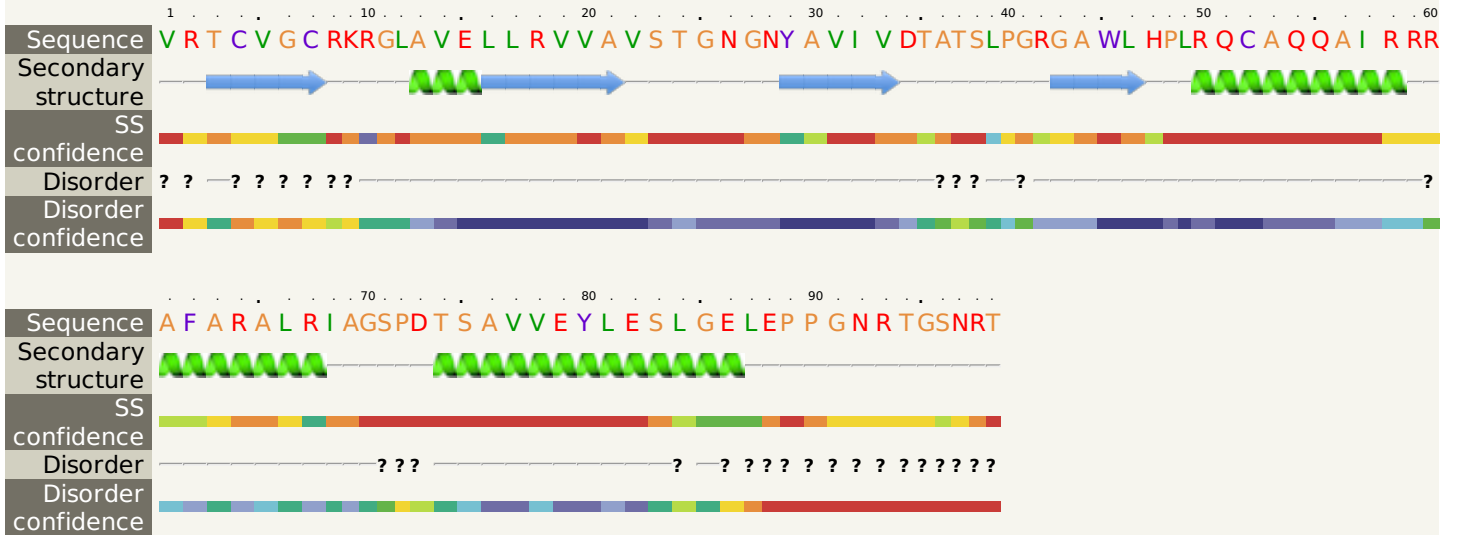 1 . . . . . . . 10 . . . . . . . . . 20 . . . . . . . . . 30 . . . . . . . . . 40 . . . . . . . . . 50 . . . . . . . . . 60
Sequence V R T C V G C R K R G L A V E L L R V V A V S T G N G N Y A V I V D T A T S L P G R G A W L H P L R Q C A Q Q A I R R R
Secondary
structure
SS
confidence
Disorder ? ? ? ? ? ? ? ? ? ? ? ? ?
Disorder
confidence
. . . . . . . . . 70 . . . . . . . . . 80 . . . . . . . . . 90 . . . . . . . . .
Sequence A F A R A L R I A G S P D T S A V V E Y L E S L G E L E P P G N R T G S N R T
Secondary
structure
SS
confidence
Disorder ? ? ? ? ? ? ? ? ? ? ? ? ? ? ? ? ? ?
Disorder
confidence